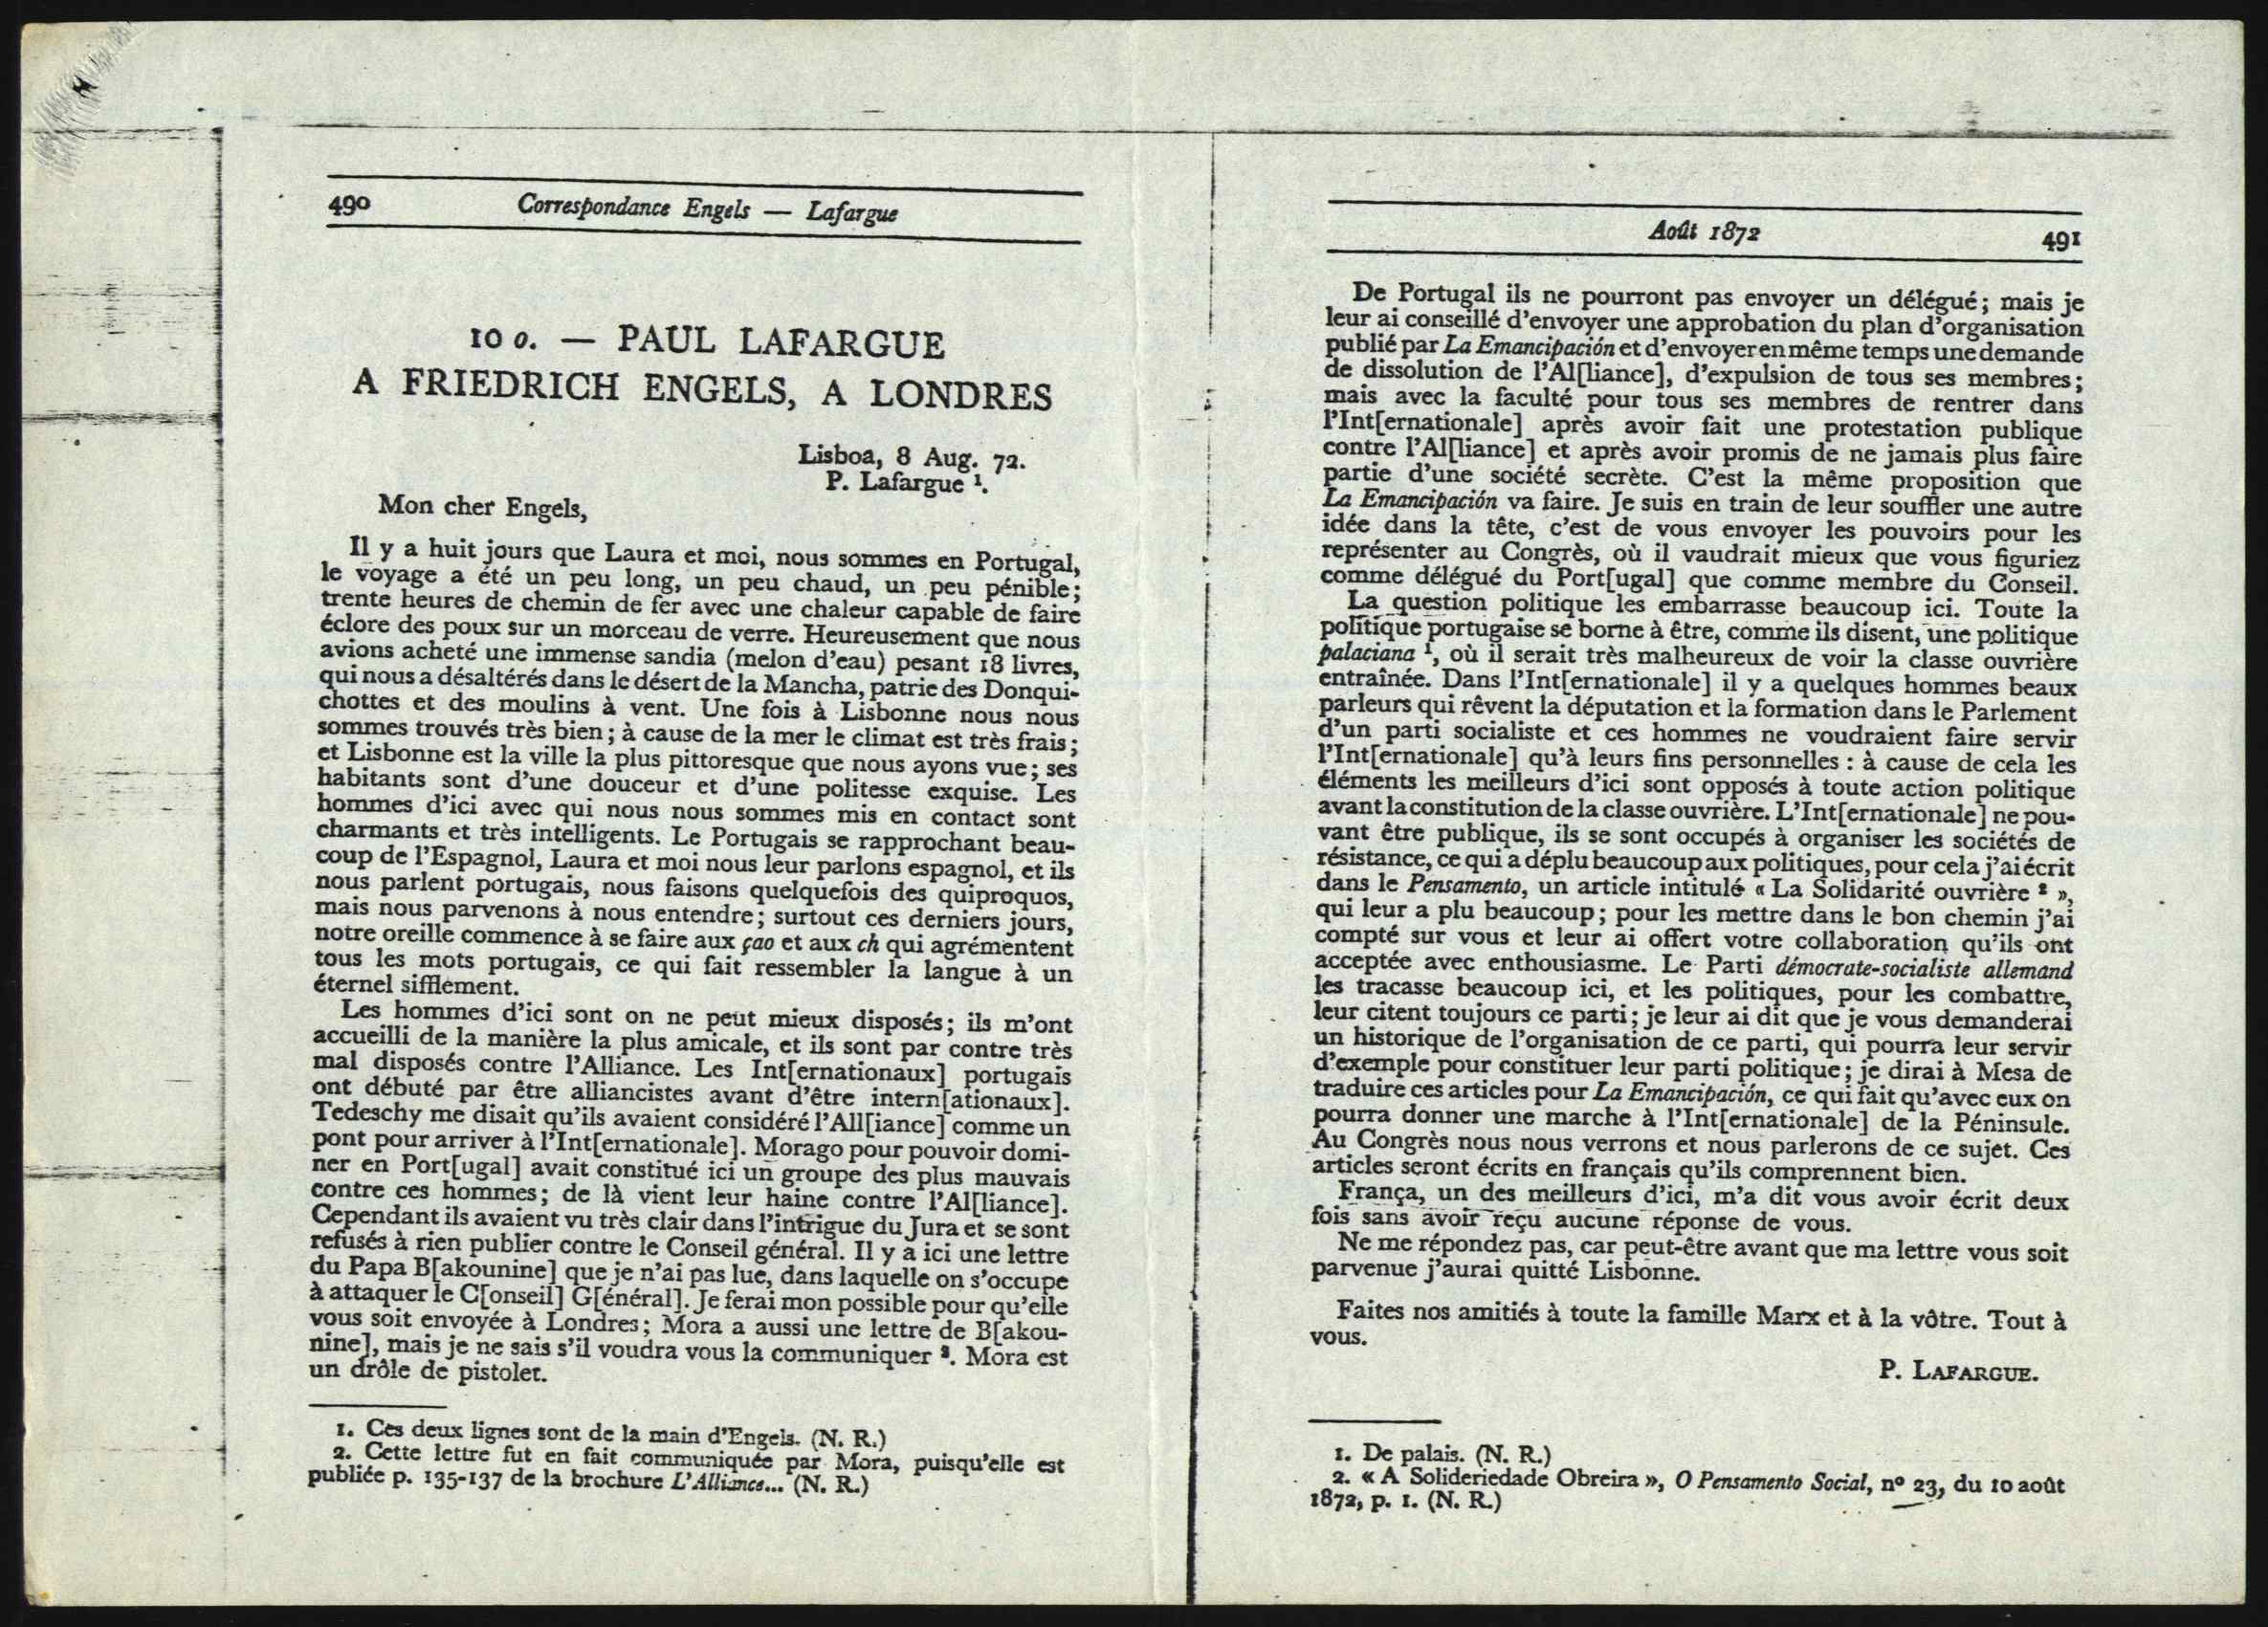 490 Correspondance Engels — Lafargue
10 o. — PAUL LAFARGUE
A FRIEDRICH ENGELS, A LONDRES
Lisboa, 8 Aug. 72.
P. Lafargue ¹.
Mon cher Engels,
Il y a huit jours que Laura et moi, nous sommes en Portugal,
le voyage a été un peu long, un peu chaud, un peu pénible;
trente heures de chemin de fer avec une chaleur capable de faire
éclore des poux sur un morceau de verre. Heureusement que nous
avions acheté une immense sandia (melon d'eau) pesant 18 livres,
qui nous a désaltérés dans le désert de la Mancha, patrie des Donqui-
chottes et des moulins à vent. Une fois à Lisbonne nous nous
sommes trouvés très bien; à cause de la mer le climat est très frais;
et Lisbonne est la ville la plus pittoresque que nous ayons vue; ses
habitants sont d'une douceur et d'une politesse exquise. Les
hommes d'ici avec qui nous nous sommes mis en contact sont
charmants et très intelligents. Le Portugais se rapprochant beau-
coup de l'Espagnol, Laura et moi nous leur parlons espagnol, et ils
nous parlent portugais, nous faisons quelquefois des quiproquos,
mais nous parvenons à nous entendre; surtout ces derniers jours,
notre oreille commence à se faire aux çao et aux ch qui agrémentent
tous les mots portugais, ce qui fait ressembler la langue à un
éternel sifflement.
Les hommes d'ici sont on ne peut mieux disposés; ils m'ont
accueilli de la manière la plus amicale, et ils sont par contre très
mal disposés contre l'Alliance. Les Int[ernationaux] portugais
ont débuté par être alliancistes avant d'être intern[ationaux].
Tedeschy me disait qu'ils avaient considéré l'All[iance] comme un
pont pour arriver à l'Int[ernationale]. Morago pour pouvoir domi-
ner en Port[ugal] avait constitué ici un groupe des plus mauvais
contre ces hommes; de là vient leur haine contre l'Al[liance].
Cependant ils avaient vu très clair dans l'intrigue du Jura et se sont
refusés à rien publier contre le Conseil général. Il y a ici une lettre
du Papa B[akounine] que je n'ai pas lue, dans laquelle on s'occupe
à attaquer le C[onseil] G[énéral]. Je ferai mon possible pour qu'elle
vous soit envoyée à Londres; Mora a aussi une lettre de B[akou-
nine], mais je ne sais s'il voudra vous la communiquer ². Mora est
un drôle de pistolet.
1. Ces deux lignes sont de la main d'Engels. (N. R.)
2. Cette lettre fut en fait communiquée par Mora, puisqu'elle est
publiée p. 135-137 de la brochure L'Alliance... (N. R.)
Août 1872 491
De Portugal ils ne pourront pas envoyer un délégué; mais je
leur ai conseillé d'envoyer une approbation du plan d'organisation
publié par La Emancipación et d'envoyer en même temps une demande
de dissolution de l'Al[liance], d'expulsion de tous ses membres;
mais avec la faculté pour tous ses membres de rentrer dans
l'Int[ernationale] après avoir fait une protestation publique
contre l'Al[liance] et après avoir promis de ne jamais plus faire
partie d'une société secrète. C'est la même proposition que
La Emancipación va faire. Je suis en train de leur souffler une autre
idée dans la tête, c'est de vous envoyer les pouvoirs pour les
représenter au Congrès, où il vaudrait mieux que vous figuriez
comme délégué du Port[ugal] que comme membre du Conseil.
La question politique les embarrasse beaucoup ici. Toute la
politique portugaise se borne à être, comme ils disent, une politique
palaciana ¹, où il serait très malheureux de voir la classe ouvrière
entraînée. Dans l'Int[ernationale] il y a quelques hommes beaux
parleurs qui rêvent la députation et la formation dans le Parlement
d'un parti socialiste et ces hommes ne voudraient faire servir
l'Int[ernationale] qu'à leurs fins personnelles : à cause de cela les
éléments les meilleurs d'ici sont opposés à toute action politique
avant la constitution de la classe ouvrière. L'Int[ernationale] ne pou-
vant être publique, ils se sont occupés à organiser les sociétés de
résistance, ce qui a déplu beaucoup aux politiques, pour cela j'ai écrit
dans le Pensamento, un article intitulé « La Solidarité ouvrière ² »,
qui leur a plu beaucoup; pour les mettre dans le bon chemin j'ai
compté sur vous et leur ai offert votre collaboration qu'ils ont
acceptée avec enthousiasme. Le Parti démocrate-socialiste allemand
les tracasse beaucoup ici, et les politiques, pour les combattre,
leur citent toujours ce parti; je leur ai dit que je vous demanderai
un historique de l'organisation de ce parti, qui pourra leur servir
d'exemple pour constituer leur parti politique; je dirai à Mesa de
traduire ces articles pour La Emancipación, ce qui fait qu'avec eux on
pourra donner une marche à l'Int[ernationale] de la Péninsule.
Au Congrès nous nous verrons et nous parlerons de ce sujet. Ces
articles seront écrits en français qu'ils comprennent bien.
França, un des meilleurs d'ici, m'a dit vous avoir écrit deux
fois sans avoir reçu aucune réponse de vous.
Ne me répondez pas, car peut-être avant que ma lettre vous soit
parvenue j'aurai quitté Lisbonne.
Faites nos amitiés à toute la famille Marx et à la vôtre. Tout à
vous.
P. LAFARGUE.
1. De palais. (N. R.)
2. « A Solideriedade Obreira », O Pensamento Social, nº 23, du 10 août
1872, p. 1. (N. R.)